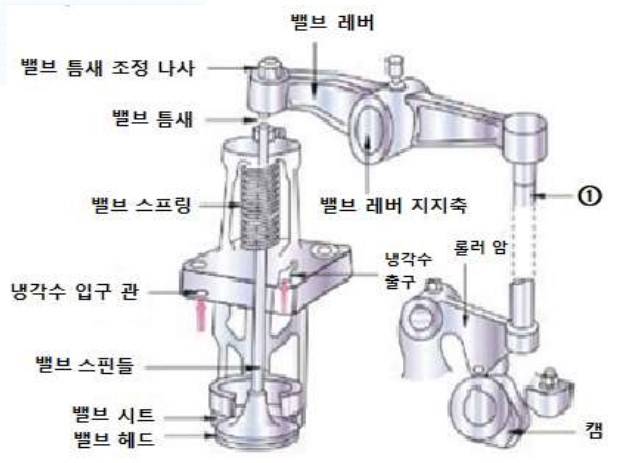 밸브 레버
밸브 틈새 조정 나사
밸브 틈새
밸브 스프링
밸브 레버 지지축
①
롤러 암
냉각수
출구
냉각수 입구 관
밸브 스핀들
밸브 시트
밸브 헤드
캠